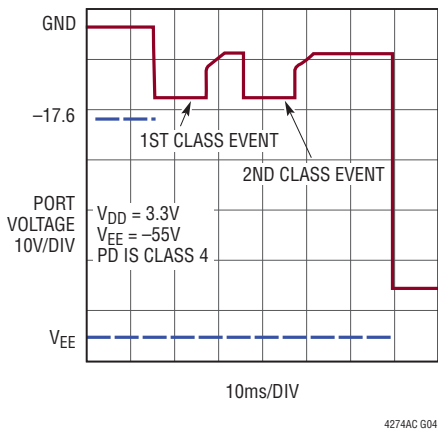 GND
–17.6
1ST CLASS EVENT
2ND CLASS EVENT
PORT
VOLTAGE
10V/DIV
VDD = 3.3V
VEE = –55V
PD IS CLASS 4
VEE
10ms/DIV
4274AC G04